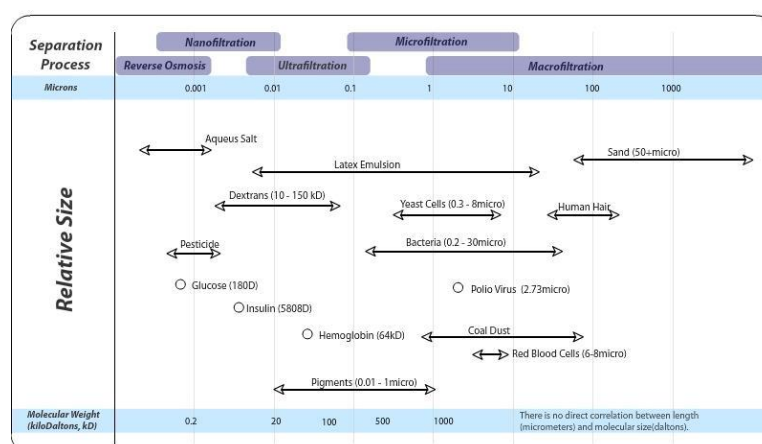 Separation
Process
Nanofiltration
Microfiltration
Reverse Osmosis
Ultrafiltration
Macrofiltration
Microns
0.001
0.01
0.1
1
10
100
1000
Relative Size
Aqueus Salt
Sand (50+micro)
Latex Emulsion
Dextrans (10 - 150 kD)
Yeast Cells (0.3 - 8micro)
Human Hair
Pesticide
Bacteria (0.2 - 30micro)
Glucose (180D)
Polio Virus (2.73micro)
Insulin (5808D)
Hemoglobin (64kD)
Coal Dust
Red Blood Cells (6-8micro)
Pigments (0.01 - 1micro)
Molecular Weight
(kiloDaltons, kD)
0.2
20
100
500
1000
There is no direct correlation between length
(micrometers) and molecular size(daltons).